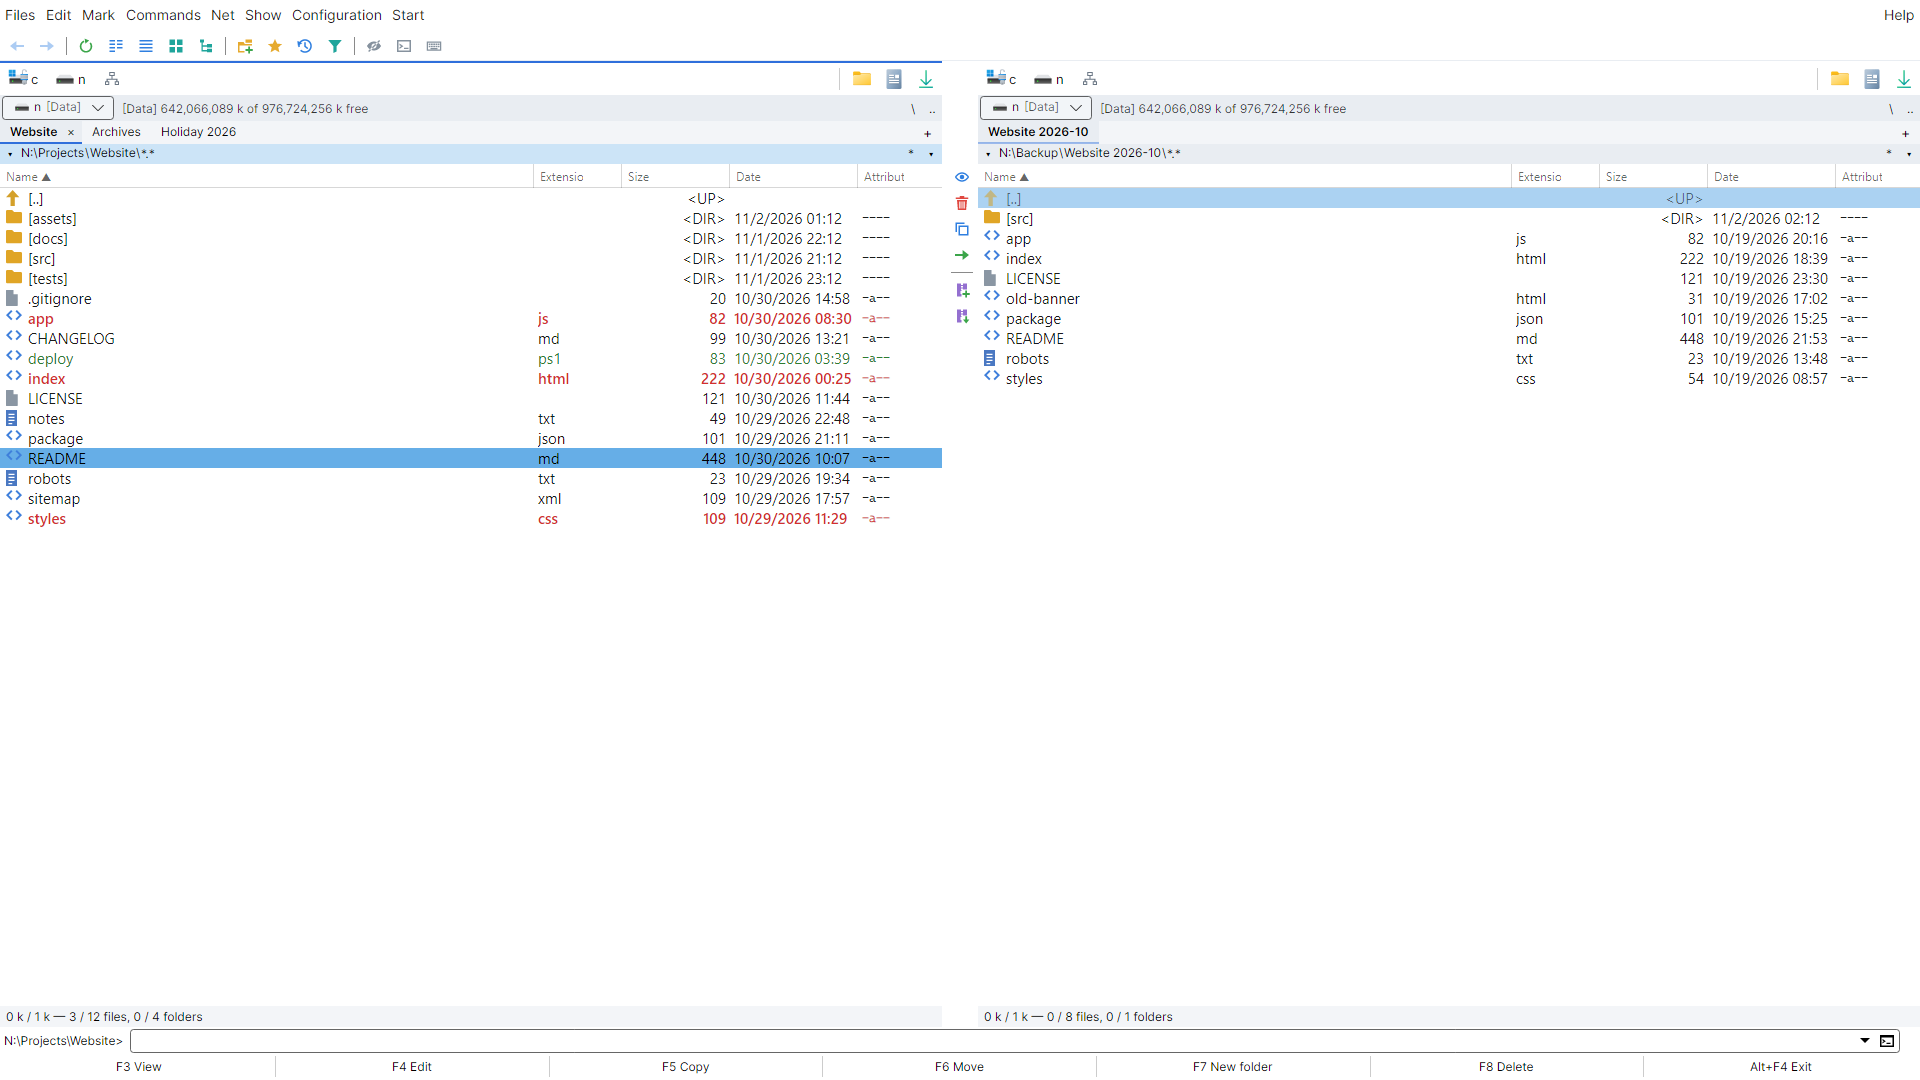 Files Edit Mark Commands Net Show Configuration Start Help
c n
c n
n [Data] [Data] 642,066,089 k of 976,724,256 k free \ ..
n [Data] [Data] 642,066,089 k of 976,724,256 k free \ ..
Website × Archives Holiday 2026 +
Website 2026-10 +
N:\Projects\Website\*.* *
N:\Backup\Website 2026-10\*.* *
Name Extensio Size Date Attribut
[..] <UP>
[assets] <DIR> 11/2/2026 01:12 ----
[docs] <DIR> 11/1/2026 22:12 ----
[src] <DIR> 11/1/2026 21:12 ----
[tests] <DIR> 11/1/2026 23:12 ----
.gitignore 20 10/30/2026 14:58 -a--
app js 82 10/30/2026 08:30 -a--
CHANGELOG md 99 10/30/2026 13:21 -a--
deploy ps1 83 10/30/2026 03:39 -a--
index html 222 10/30/2026 00:25 -a--
LICENSE 121 10/30/2026 11:44 -a--
notes txt 49 10/29/2026 22:48 -a--
package json 101 10/29/2026 21:11 -a--
README md 448 10/30/2026 10:07 -a--
robots txt 23 10/29/2026 19:34 -a--
sitemap xml 109 10/29/2026 17:57 -a--
styles css 109 10/29/2026 11:29 -a--
Name Extensio Size Date Attribut
[..] <UP>
[src] <DIR> 11/2/2026 02:12 ----
app js 82 10/19/2026 20:16 -a--
index html 222 10/19/2026 18:39 -a--
LICENSE 121 10/19/2026 23:30 -a--
old-banner html 31 10/19/2026 17:02 -a--
package json 101 10/19/2026 15:25 -a--
README md 448 10/19/2026 21:53 -a--
robots txt 23 10/19/2026 13:48 -a--
styles css 54 10/19/2026 08:57 -a--
0 k / 1 k — 3 / 12 files, 0 / 4 folders
0 k / 1 k — 0 / 8 files, 0 / 1 folders
N:\Projects\Website>
F3 View F4 Edit F5 Copy F6 Move F7 New folder F8 Delete Alt+F4 Exit